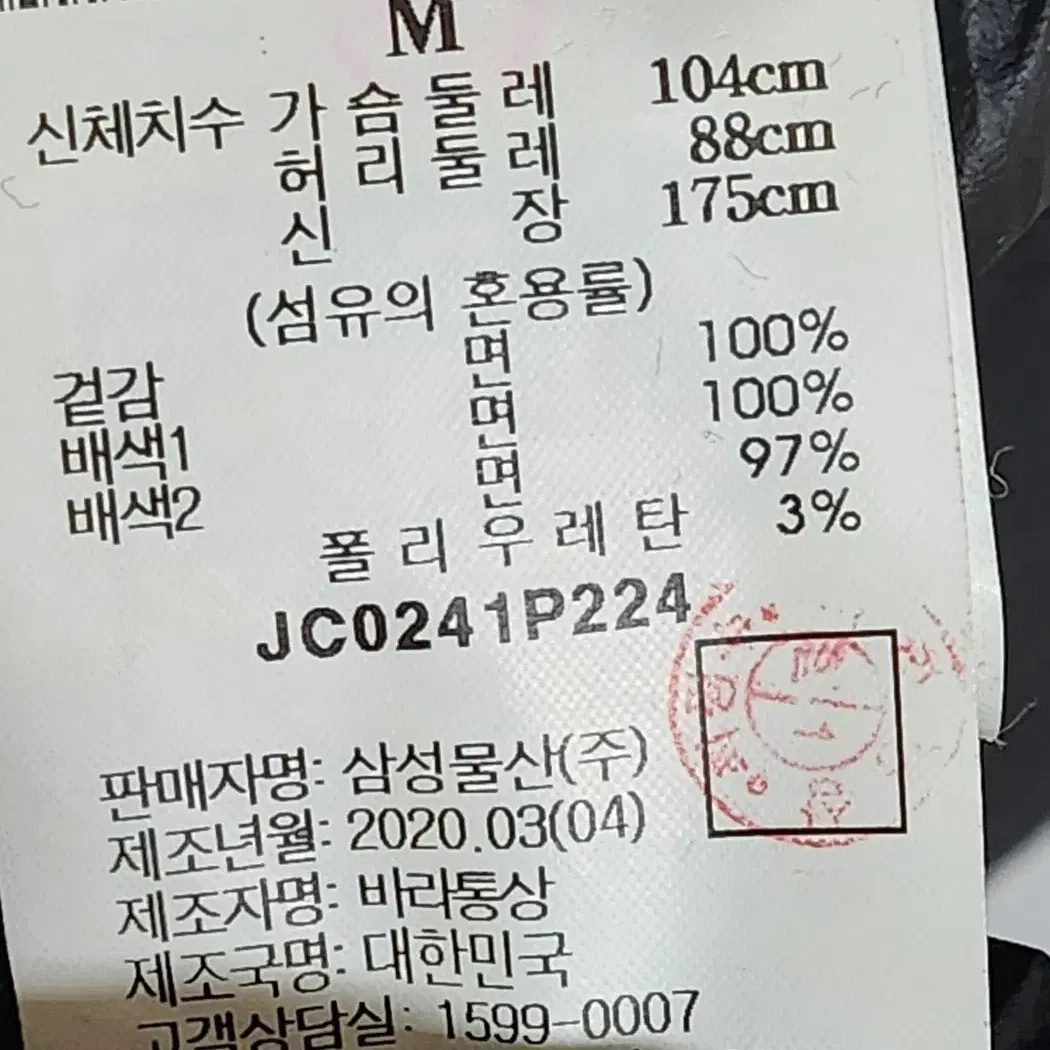 M
신체치수 가슴둘레 104cm
허리둘레 88cm
신장 175cm
(섬유의 혼용률)
겉감 면 100%
배색1 면 100%
배색2 면 97%
폴리우레탄 3%
JC0241P224
판매자명: 삼성물산(주)
제조년월: 2020.03(04)
제조자명: 바라통상
제조국명: 대한민국
고객상담실: 1599-0007